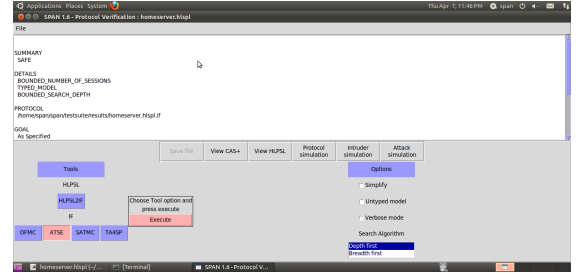 Applications Places System
Thu Apr 7, 11:46 PM span
SPAN 1.6 - Protocol Verification : homeserver.hlspl
File
SUMMARY
SAFE
DETAILS
BOUNDED_NUMBER_OF_SESSIONS
TYPED_MODEL
BOUNDED_SEARCH_DEPTH
PROTOCOL
/home/span/span/testsuite/results/homeserver.hlspl.if
GOAL
As Specified
Save file
View CAS+
View HLPSL
Protocol
simulation
Intruder
simulation
Attack
simulation
Tools
HLPSL
HLPSL2IF
IF
OFMC
ATSE
SATMC
TA4SP
Choose Tool option and
press execute
Execute
Options
Simplify
Untyped model
Verbose mode
Search Algorithm
Depth first
Breadth first
homeserver.hlspl (~/...
[Terminal]
SPAN 1.6 - Protocol V...